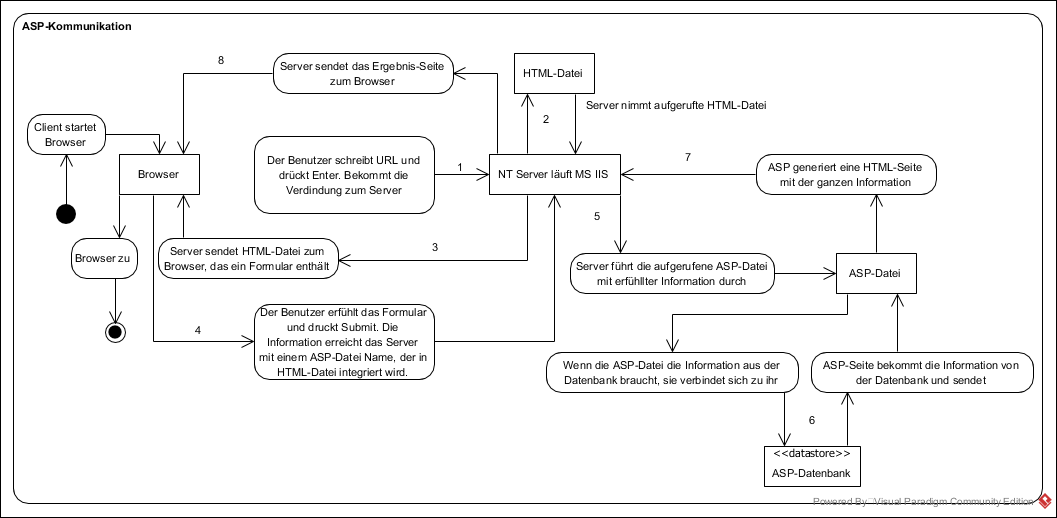 ASP-Kommunikation
8
Server sendet das Ergebnis-Seite
zum Browser
HTML-Datei
Server nimmt aufgerufte HTML-Datei
2
Client startet
Browser
Browser
Der Benutzer schreibt URL und
drückt Enter. Bekommt die
Verdindung zum Server
1
NT Server läuft MS IIS
7
ASP generiert eine HTML-Seite
mit der ganzen Information
5
Browser zu
Server sendet HTML-Datei zum
Browser, das ein Formular enthält
3
Server führt die aufgerufene ASP-Datei
mit erfühllter Information durch
ASP-Datei
4
Der Benutzer erfühlt das Formular
und druckt Submit. Die
Information erreicht das Server
mit einem ASP-Datei Name, der in
HTML-Datei integriert wird.
Wenn die ASP-Datei die Information aus der
Datenbank braucht, sie verbindet sich zu ihr
ASP-Seite bekommt die Information von
der Datenbank und sendet
6
<<datastore>>
ASP-Datenbank
Powered By Visual Paradigm Community Edition